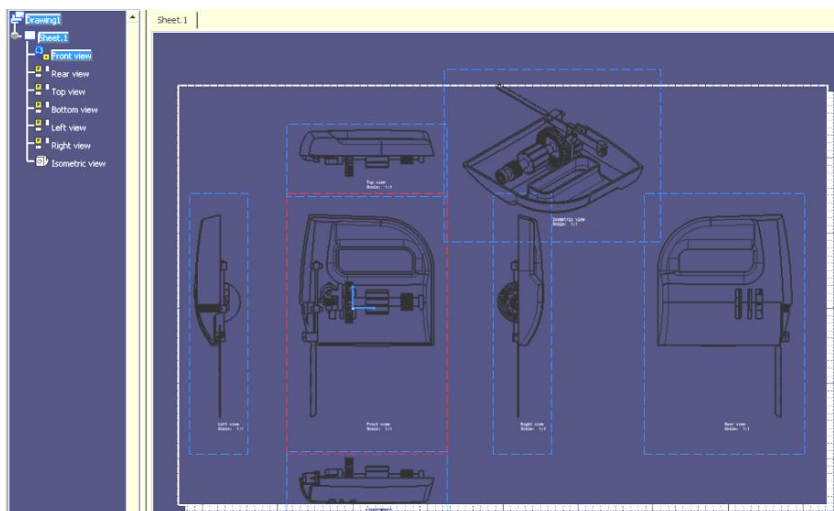 Drawing1
Sheet.1
Front view
Rear view
Top view
Bottom view
Left view
Right view
Isometric view
Sheet.1
Top view
Scale: 1:1
Isometric view
Scale: 1:1
Left view
Scale: 1:1
Front view
Scale: 1:1
Right view
Scale: 1:1
Rear view
Scale: 1:1